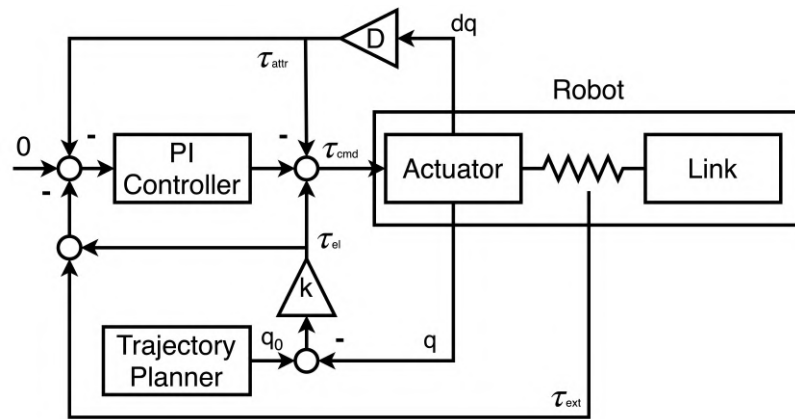 D
dq
τattr
Robot
0
-
-
PI
Controller
τcmd
Actuator
Link
-
τel
k
Trajectory
Planner
q0
-
q
τext